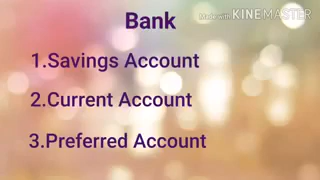 Bank
Made with KINEMASTER
1.Savings Account
2.Current Account
3.Preferred Account